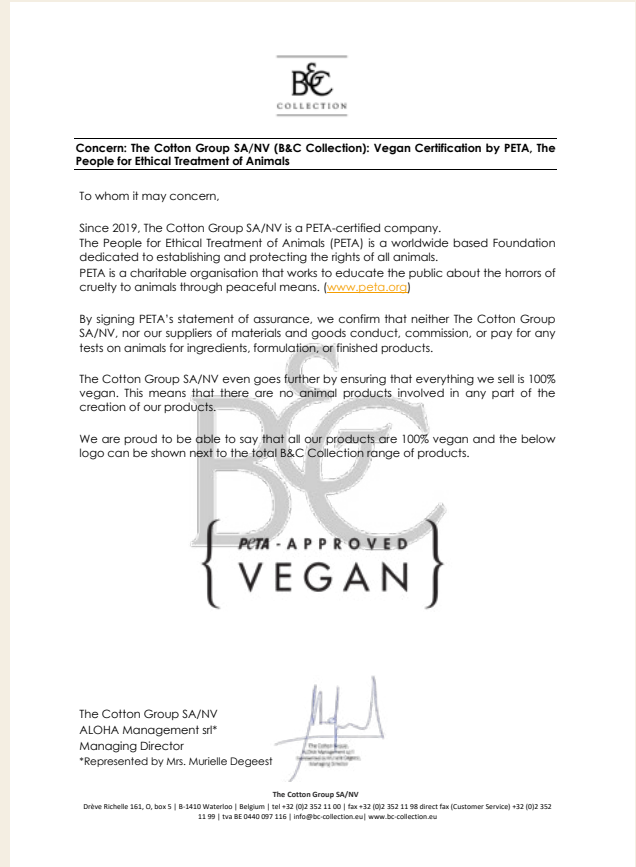 B&C
COLLECTION
Concern: The Cotton Group SA/NV (B&C Collection): Vegan Certification by PETA, The
People for Ethical Treatment of Animals
To whom it may concern,
Since 2019, The Cotton Group SA/NV is a PETA-certified company.
The People for Ethical Treatment of Animals (PETA) is a worldwide based Foundation
dedicated to establishing and protecting the rights of all animals.
PETA is a charitable organisation that works to educate the public about the horrors of
cruelty to animals through peaceful means. (www.peta.org)
By signing PETA's statement of assurance, we confirm that neither The Cotton Group
SA/NV, nor our suppliers of materials and goods conduct, commission, or pay for any
tests on animals for ingredients, formulation, or finished products.
The Cotton Group SA/NV even goes further by ensuring that everything we sell is 100%
vegan. This means that there are no animal products involved in any part of the
creation of our products.
We are proud to be able to say that all our products are 100% vegan and the below
logo can be shown next to the total B&C Collection range of products.
B&C
PETA - APPROVED
VEGAN
The Cotton Group SA/NV
ALOHA Management srl*
Managing Director
*Represented by Mrs. Murielle Degeest
The Cotton Group,
ALOHA Management srl
Represented by Murielle Degeest,
Managing Director
The Cotton Group SA/NV
Drève Richelle 161, O, box 5 | B-1410 Waterloo | Belgium | tel +32 (0)2 352 11 00 | fax +32 (0)2 352 11 98 direct fax (Customer Service) +32 (0)2 352
11 99 | tva BE 0440 097 116 | info@bc-collection.eu| www.bc-collection.eu